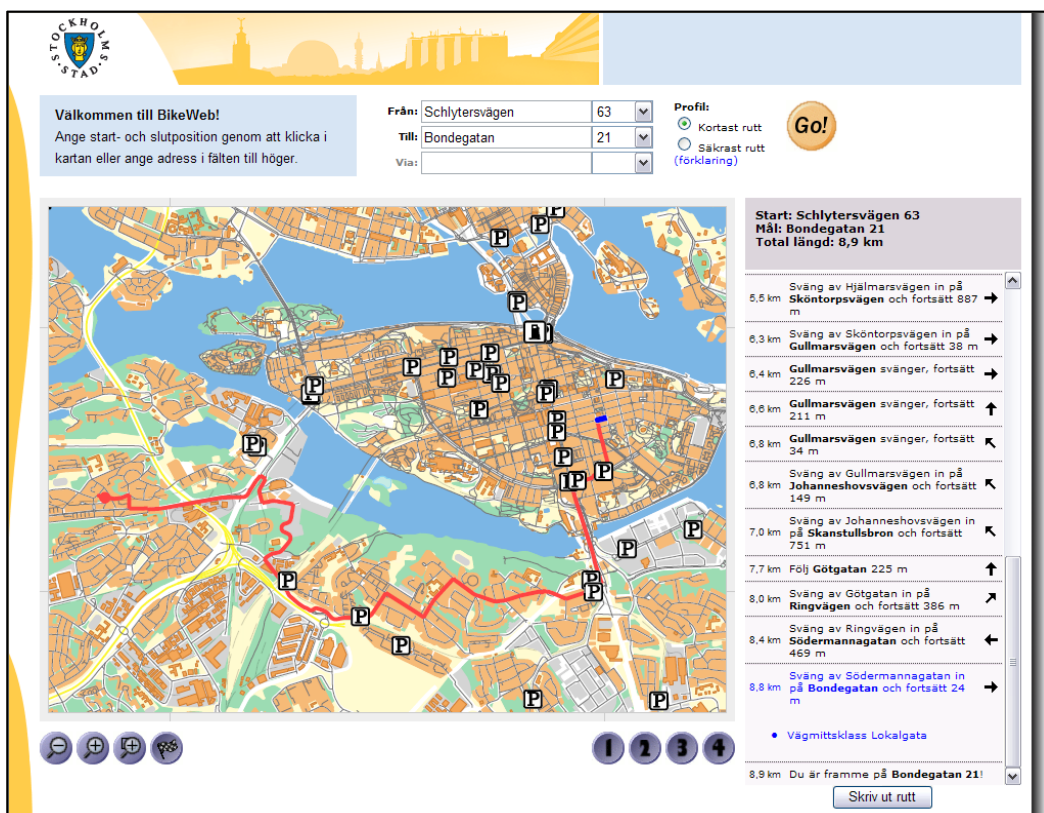 STOCKHOLMS STAD
Välkommen till BikeWeb!
Ange start- och slutposition genom att klicka i
kartan eller ange adress i fälten till höger.
Från: Schlytersvägen 63
Till: Bondegatan 21
Via:
Profil:
Kortast rutt
Säkrast rutt
(förklaring)
Go!
P P P P P P P P P P P P P P P P P P P P P P P P P P P
Start: Schlytersvägen 63
Mål: Bondegatan 21
Total längd: 8,9 km
Sväng av Hjälmarsvägen in på
6,5 km Sköntorpsvägen och fortsätt 887
m
Sväng av Sköntorpsvägen in på
6,3 km Gullmarsvägen och fortsätt 38 m
6,4 km Gullmarsvägen svänger, fortsätt
226 m
6,6 km Gullmarsvägen svänger, fortsätt
211 m
6,8 km Gullmarsvägen svänger, fortsätt
34 m
Sväng av Gullmarsvägen in på
6,8 km Johanneshovsvägen och fortsätt
149 m
Sväng av Johanneshovsvägen in
7,0 km på Skanstullsbron och fortsätt
751 m
7,7 km Följ Götgatan 225 m
8,0 km Sväng av Götgatan in på
Ringvägen och fortsätt 386 m
Sväng av Ringvägen in på
8,4 km Södermannagatan och fortsätt
469 m
Sväng av Södermannagatan in
8,8 km på Bondegatan och fortsätt 24
m
• Vägmittsklass Lokalgata
8,9 km Du är framme på Bondegatan 21!
Skriv ut rutt
1 2 3 4